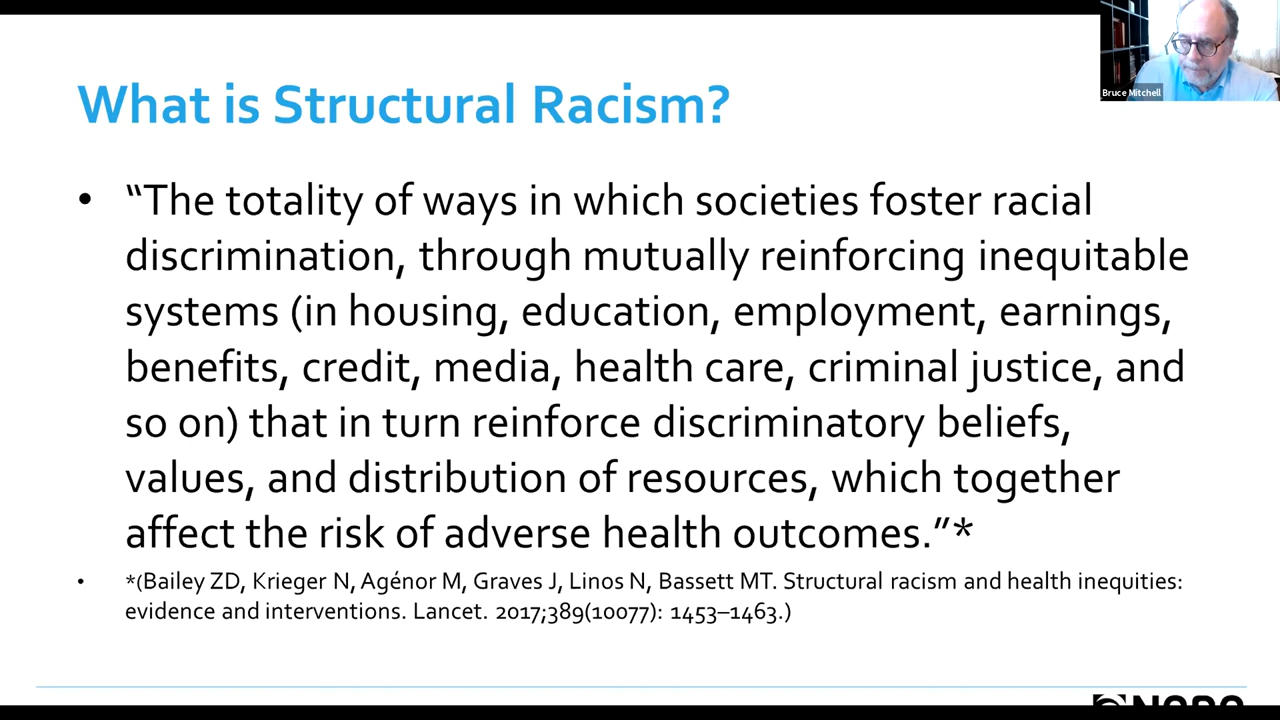 Bruce Mitchell
What is Structural Racism?
• “The totality of ways in which societies foster racial
discrimination, through mutually reinforcing inequitable
systems (in housing, education, employment, earnings,
benefits, credit, media, health care, criminal justice, and
so on) that in turn reinforce discriminatory beliefs,
values, and distribution of resources, which together
affect the risk of adverse health outcomes.”*
• *(Bailey ZD, Krieger N, Agénor M, Graves J, Linos N, Bassett MT. Structural racism and health inequities:
evidence and interventions. Lancet. 2017;389(10077): 1453–1463.)